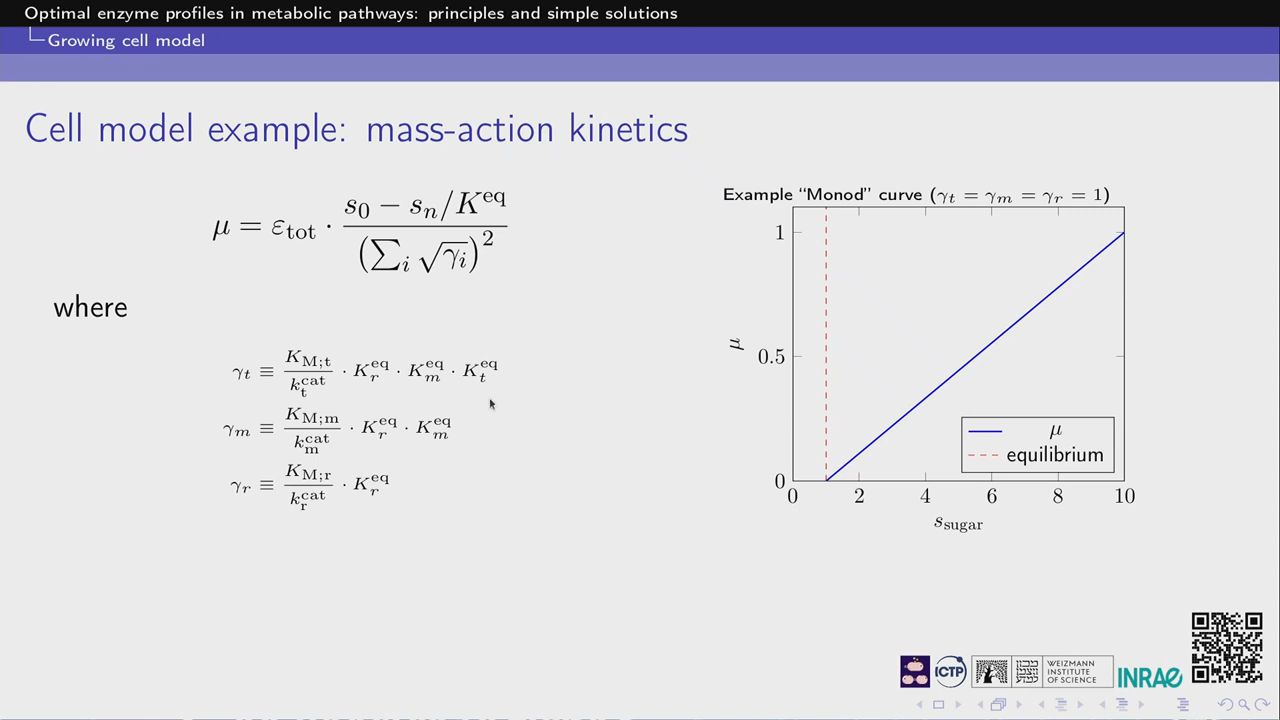 Optimal enzyme profiles in metabolic pathways: principles and simple solutions
Growing cell model
Cell model example: mass-action kinetics
μ = ε_tot · (s_0 − s_n/K^eq) / (∑_i √γ_i)^2
where
γ_t ≡ K_M;t / k_t^cat · K_r^eq · K_m^eq · K_t^eq
γ_m ≡ K_M;m / k_m^cat · K_r^eq · K_m^eq
γ_r ≡ K_M;r / k_r^cat · K_r^eq
Example “Monod” curve (γ_t = γ_m = γ_r = 1)
1
0.5
0
μ
μ
equilibrium
0 2 4 6 8 10
s_sugar
ICTP
WEIZMANN
INSTITUTE
OF SCIENCE
מכון
ויצמן
למדע
INRAE